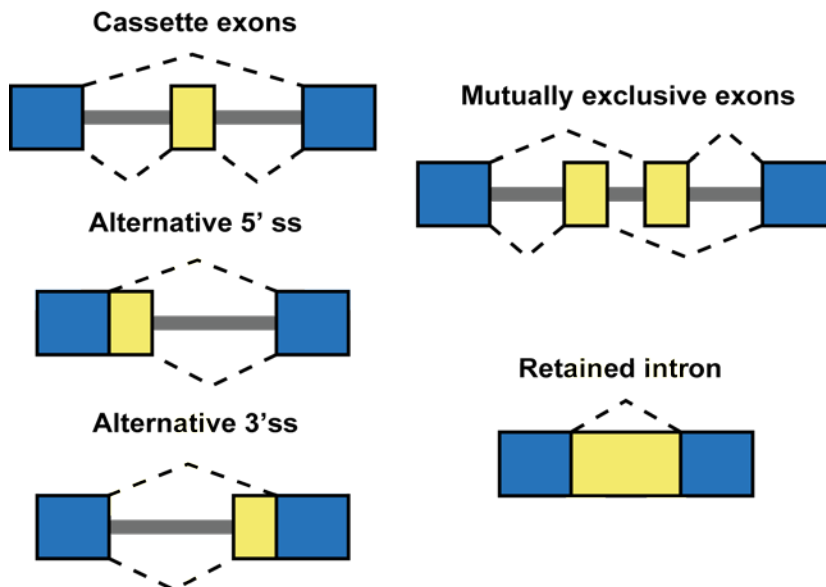 Cassette exons
Alternative 5' ss
Alternative 3'ss
Mutually exclusive exons
Retained intron